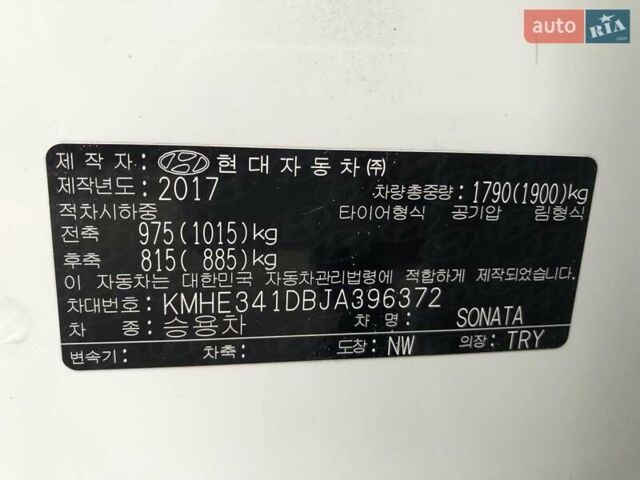 auto RIA .com
제 작 자 : 현대자동차㈜
제작년도 : 2017 차량총중량 : 1790(1900)kg
적차시하중 타이어형식 공기압 림형식
전축 975(1015)kg
후축 815( 885)kg
이 자동차는 대한민국 자동차관리법령에 적합하게 제작되었습니다.
차대번호 : KMHE341DBJA396372
차 종 : 승용차 차 명 : SONATA
변속기 : 차축 : 도장 : NW 의장 : TRY